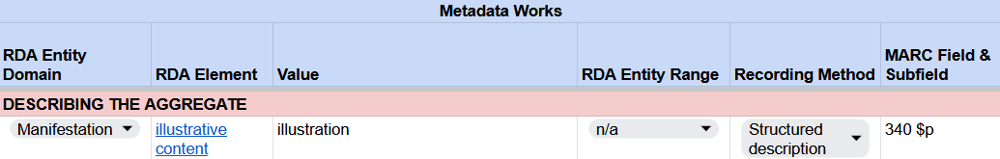 Metadata Works
RDA Entity Domain RDA Element Value RDA Entity Range Recording Method MARC Field & Subfield
DESCRIBING THE AGGREGATE
Manifestation illustrative content illustration n/a Structured description 340 $p